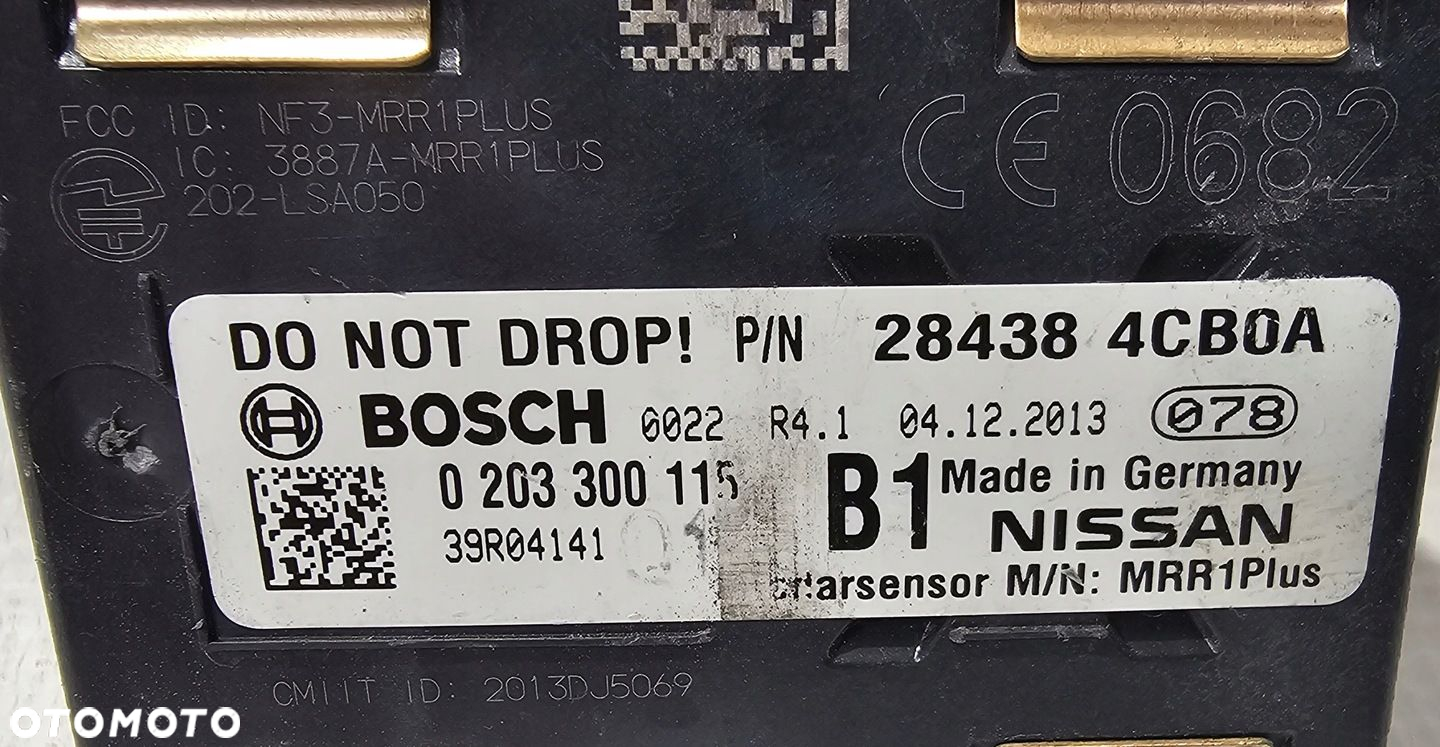 FCC ID: NF3-MRR1PLUS
IC: 3887A-MRR1PLUS
202-LSA050
CE 0682
DO NOT DROP! P/N 28438 4CB0A
BOSCH 6022 R4.1 04.12.2013 078
0 203 300 115 B1 Made in Germany
39R04141 NISSAN
M/N: MRR1Plus
CMIIT ID: 2013DJ5069
OTOMOTO